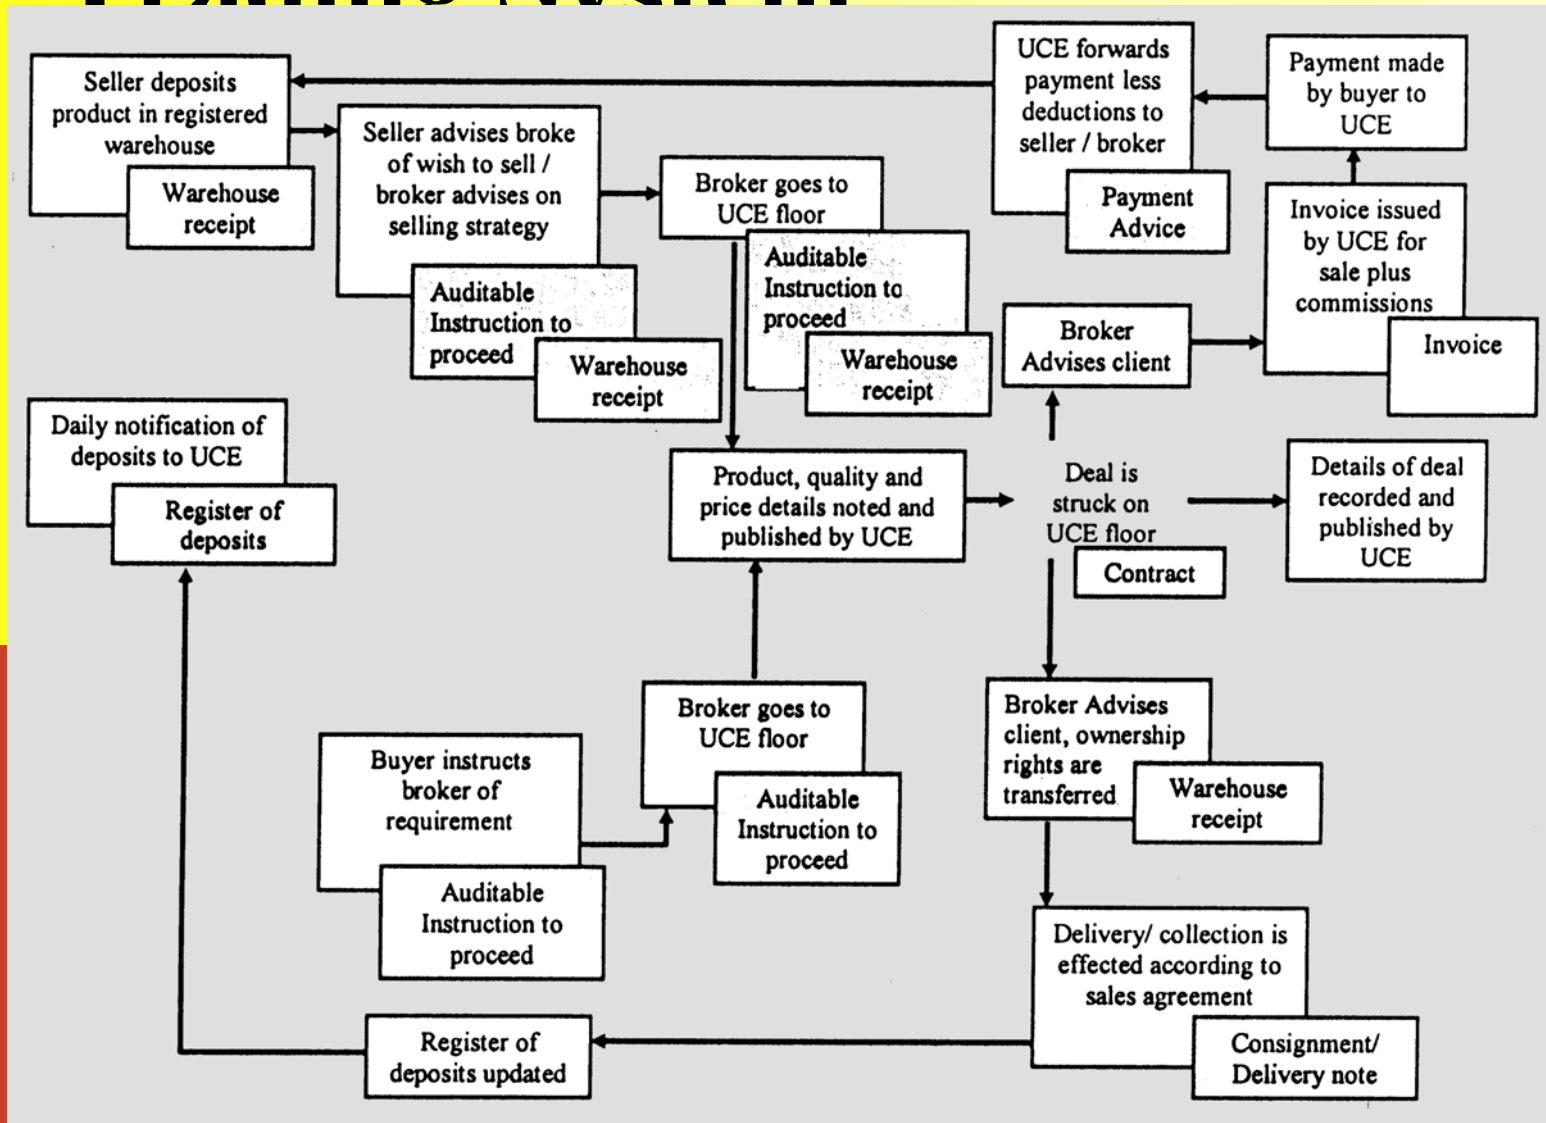 Trading System
Seller deposits
product in registered
warehouse
Warehouse
receipt
Seller advises broke
of wish to sell /
broker advises on
selling strategy
Auditable
Instruction to
proceed
Warehouse
receipt
Broker goes to
UCE floor
Auditable
Instruction to
proceed
Warehouse
receipt
UCE forwards
payment less
deductions to
seller / broker
Payment
Advice
Payment made
by buyer to
UCE
Invoice issued
by UCE for
sale plus
commissions
Invoice
Broker
Advises client
Daily notification of
deposits to UCE
Register of
deposits
Product, quality and
price details noted and
published by UCE
Deal is
struck on
UCE floor
Contract
Details of deal
recorded and
published by
UCE
Broker goes to
UCE floor
Auditable
Instruction to
proceed
Buyer instructs
broker of
requirement
Auditable
Instruction to
proceed
Broker Advises
client, ownership
rights are
transferred
Warehouse
receipt
Delivery/ collection is
effected according to
sales agreement
Consignment/
Delivery note
Register of
deposits updated